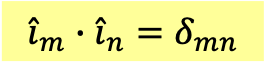 î_m · î_n = δ_mn